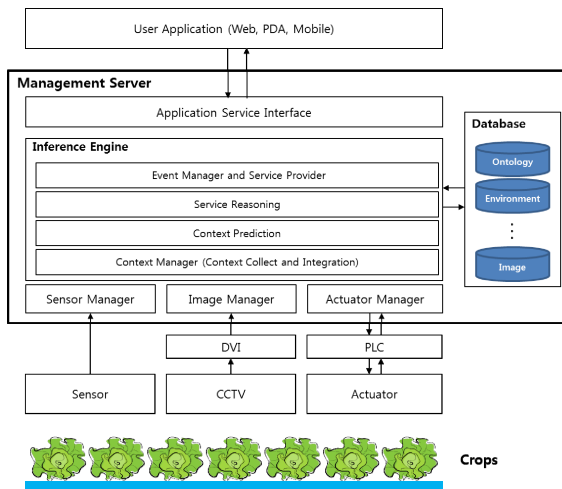 User Application (Web, PDA, Mobile)
Management Server
Application Service Interface
Inference Engine
Event Manager and Service Provider
Service Reasoning
Context Prediction
Context Manager (Context Collect and Integration)
Database
Ontology
Environment
Image
Sensor Manager
Image Manager
Actuator Manager
DVI
PLC
Sensor
CCTV
Actuator
Crops